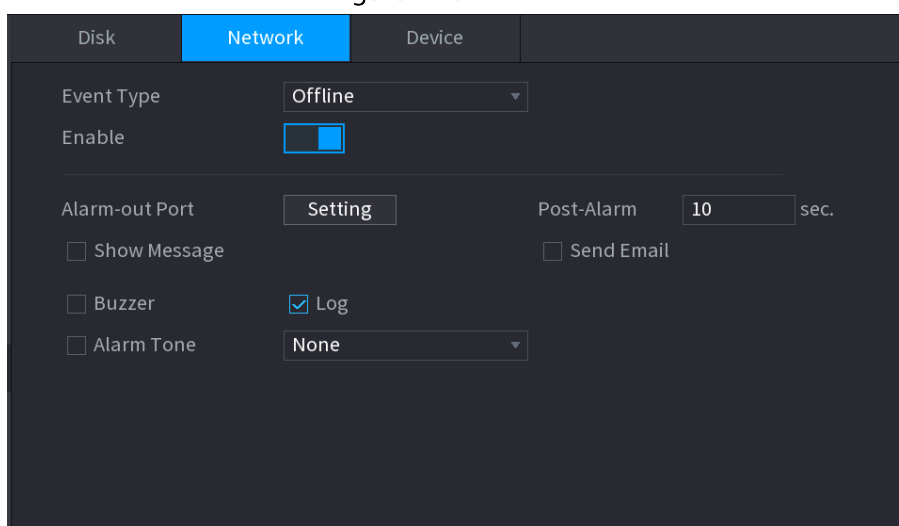 Disk Network Device
Event Type Offline
Enable
Alarm-out Port Setting Post-Alarm 10 sec.
Show Message Send Email
Buzzer Log
Alarm Tone None